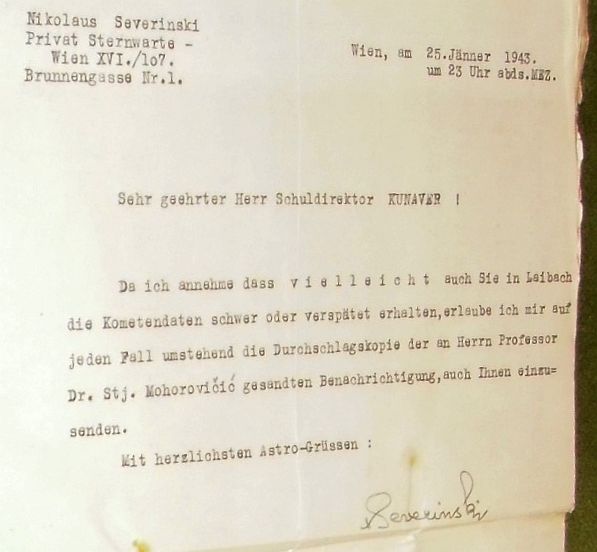 Nikolaus Severinski
Privat Sternwarte -
Wien XVI./107.
Brunnengasse Nr.1.
Wien, am 25.Jänner 1943.
um 23 Uhr abds.MEZ.
Sehr geehrter Herr Schuldirektor KUNAVER !
Da ich annehme dass v i e l l e i c h t auch Sie in Laibach
die Kometendaten schwer oder verspätet erhalten,erlaube ich mir auf
jeden Fall umstehend die Durchschlagskopie der an Herrn Professor
Dr. Stj. Mohorovičić gesandten Benachrichtigung,auch Ihnen einzu=
senden.
Mit herzlichsten Astro-Grüssen :
Severinski